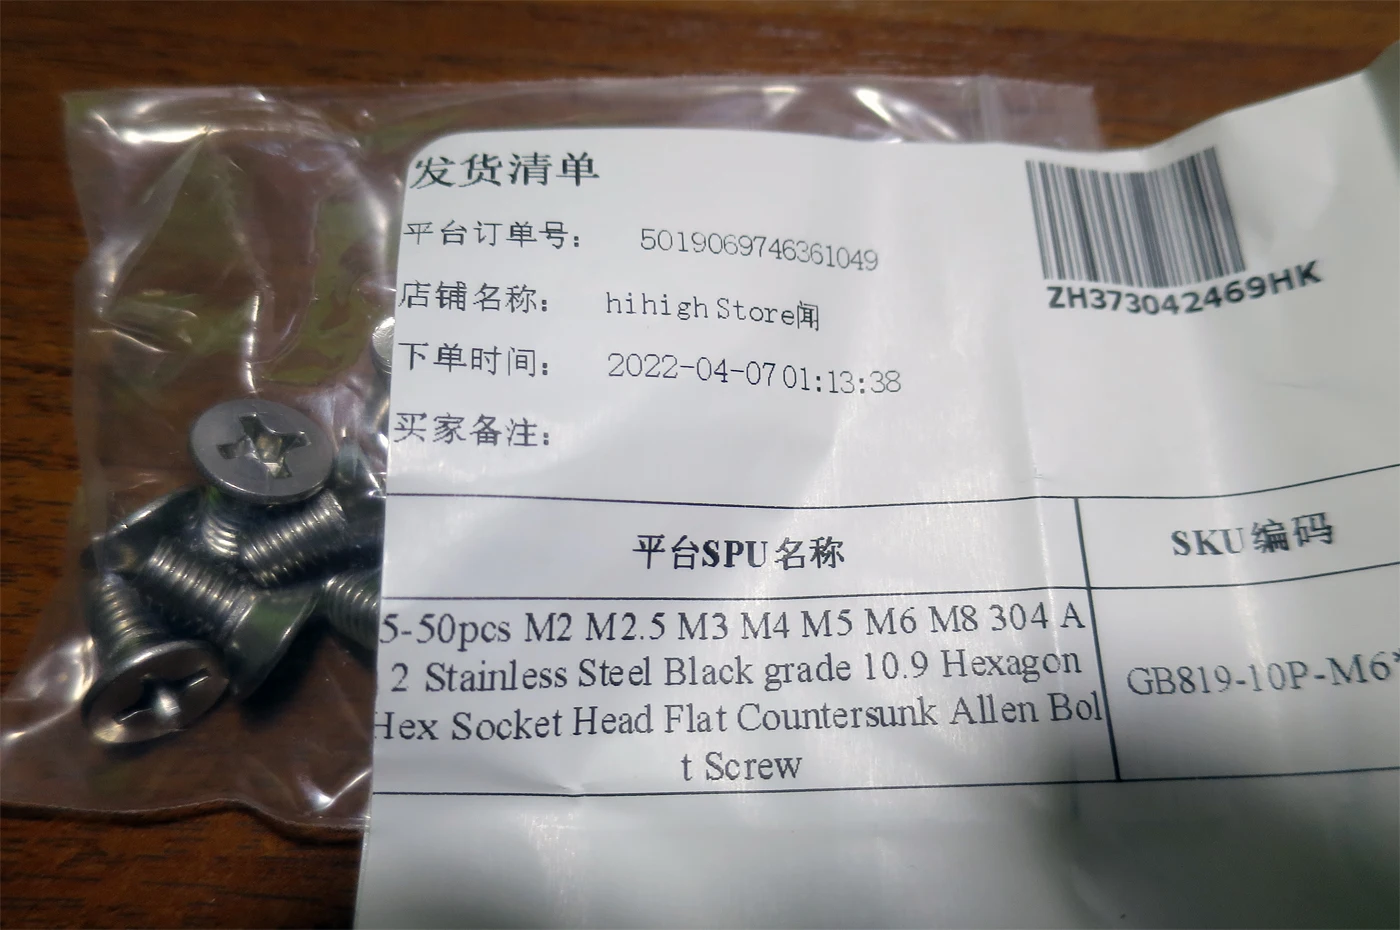 发货清单
ZH373042469HK
平台订单号： 5019069746361049
店铺名称： hihigh Store闻
下单时间： 2022-04-07 01:13:38
买家备注：
平台SPU名称
SKU编码
5-50pcs M2 M2.5 M3 M4 M5 M6 M8 304 A
2 Stainless Steel Black grade 10.9 Hexagon
Hex Socket Head Flat Countersunk Allen Bol
t Screw
GB819-10P-M6*